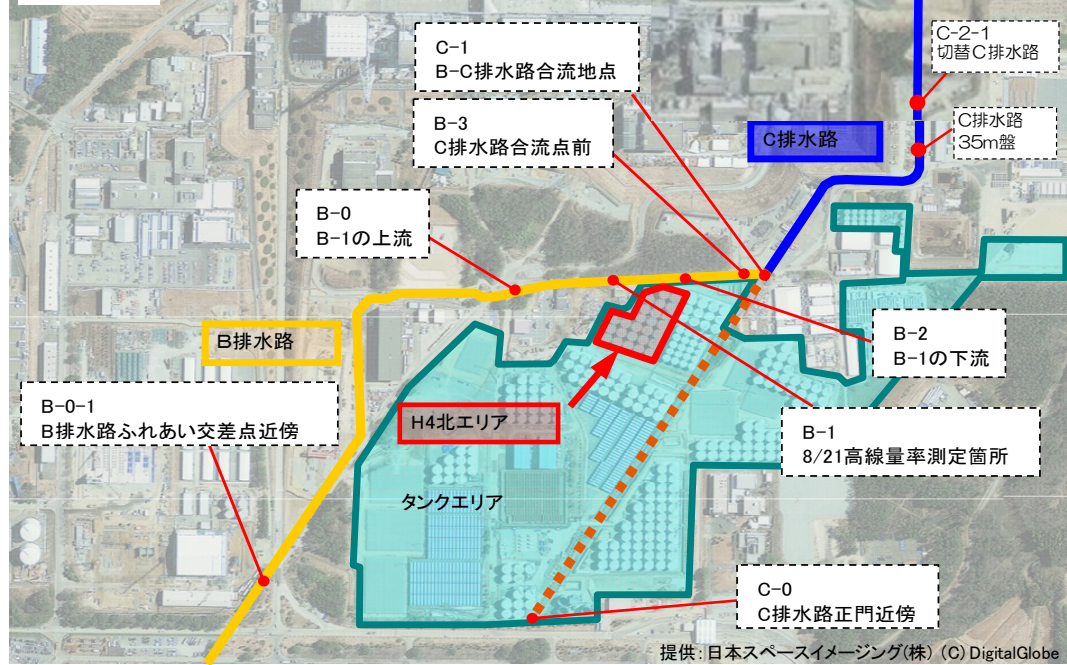 C-1
B-C排水路合流地点
C-2-1
切替C排水路
B-3
C排水路合流点前
C排水路
C排水路
35m盤
B-0
B-1の上流
B排水路
B-2
B-1の下流
B-0-1
B排水路ふれあい交差点近傍
H4北エリア
B-1
8/21高線量率測定箇所
タンクエリア
C-0
C排水路正門近傍
提供:日本スペースイメージング(株) (C) DigitalGlobe